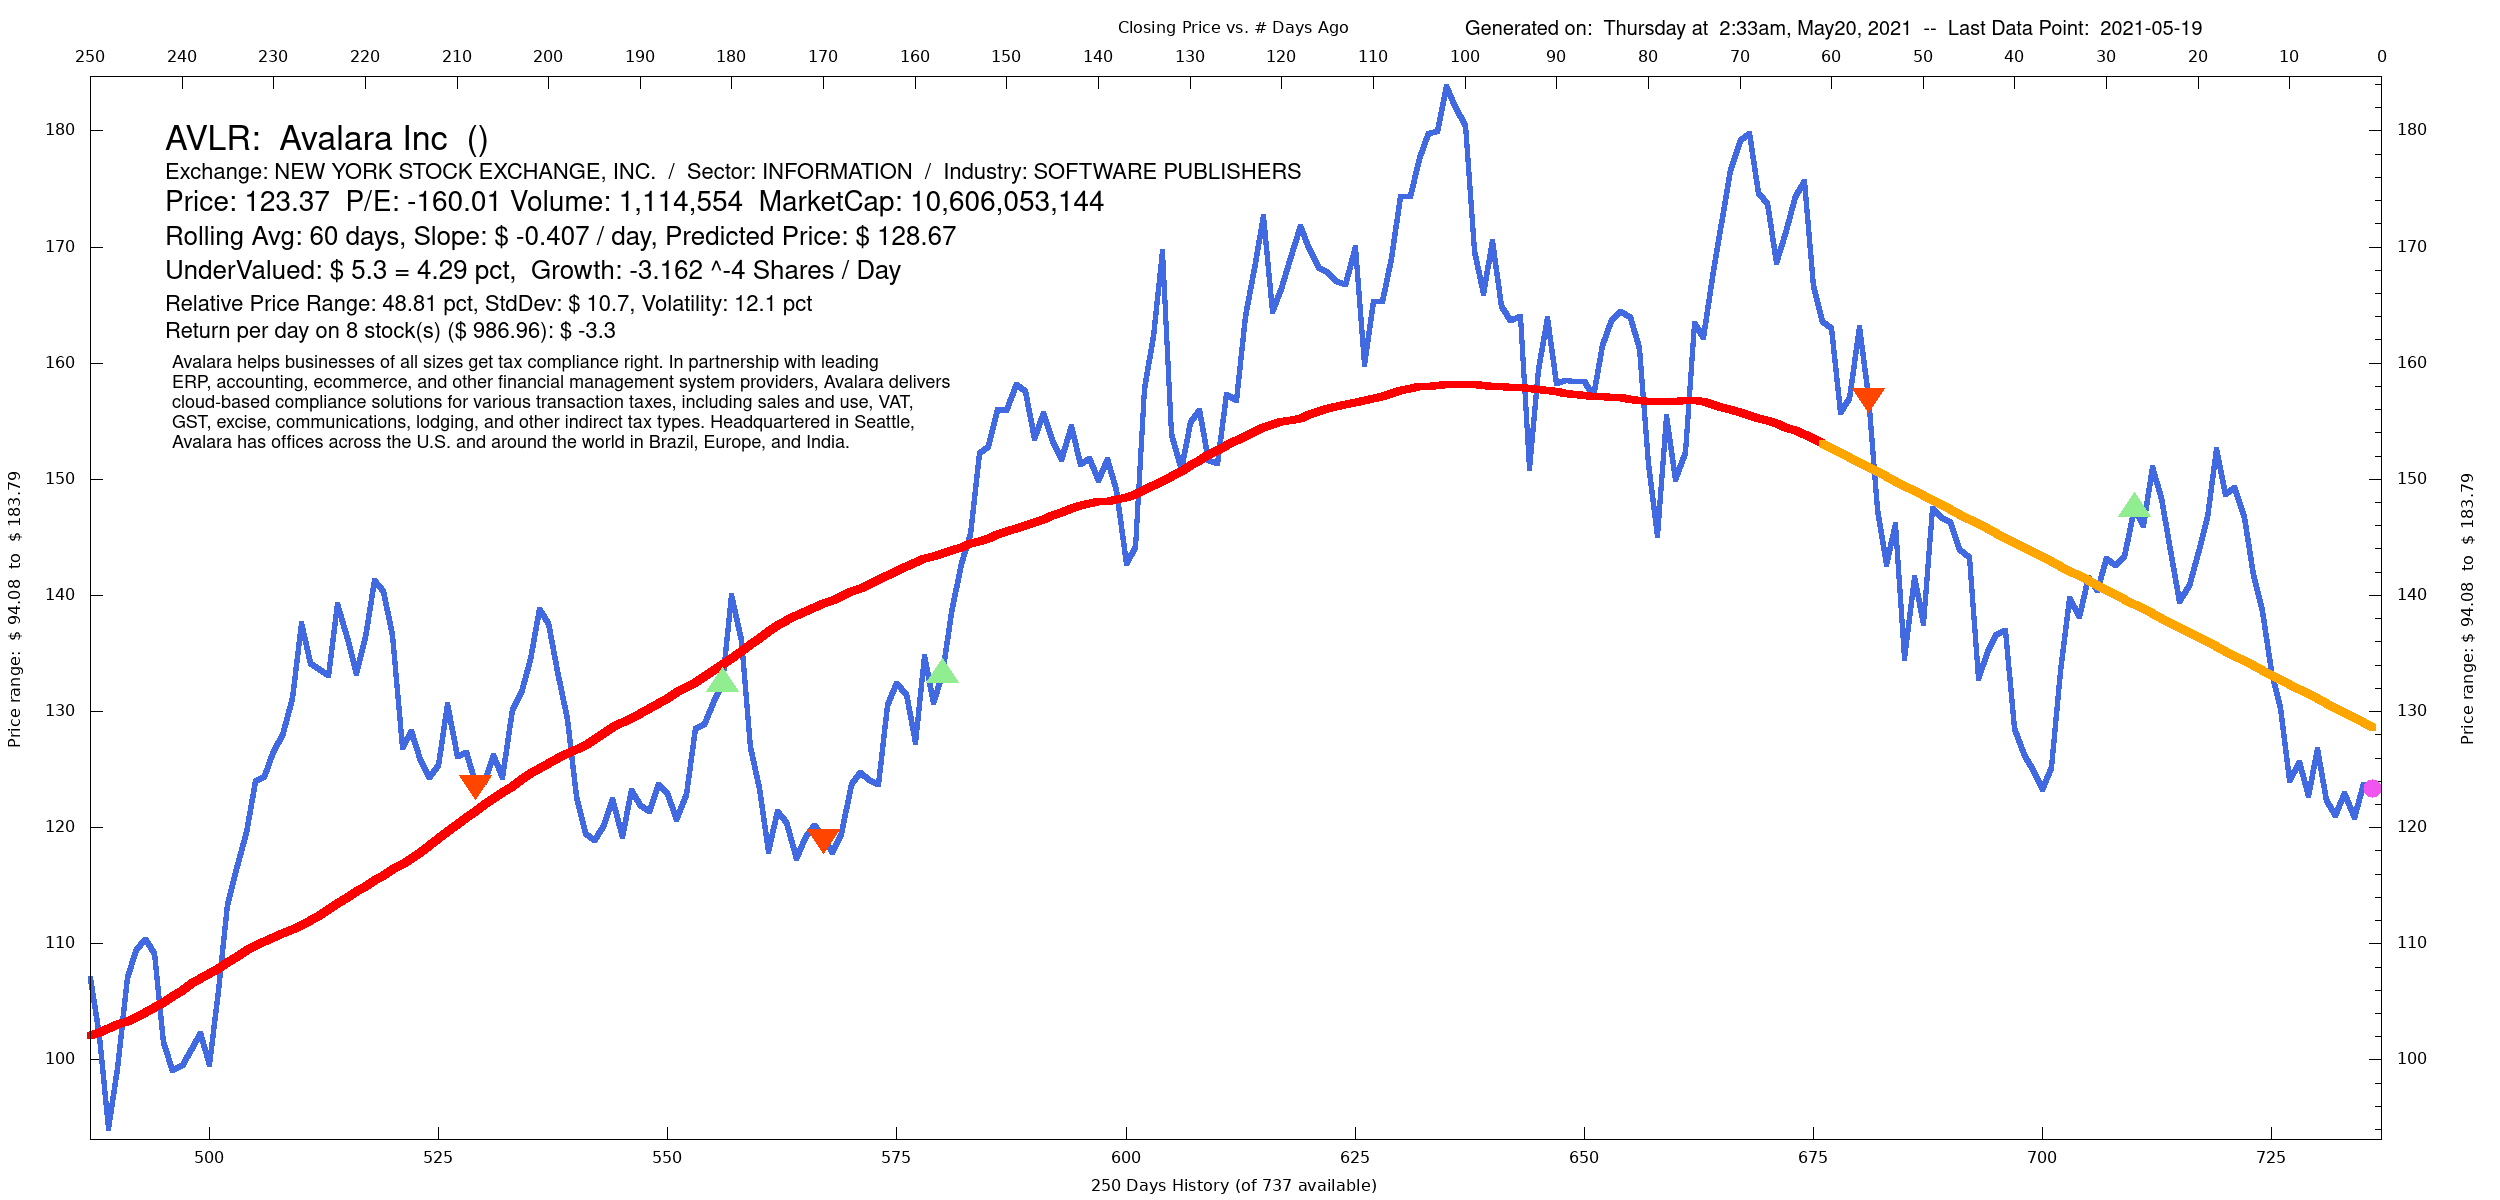 Closing Price vs. # Days Ago
Generated on:  Thursday at  2:33am, May20, 2021  --  Last Data Point:  2021-05-19
250 240 230 220 210 200 190 180 170 160 150 140 130 120 110 100 90 80 70 60 50 40 30 20 10 0
AVLR:  Avalara Inc  ()
Exchange: NEW YORK STOCK EXCHANGE, INC.  /  Sector: INFORMATION  /  Industry: SOFTWARE PUBLISHERS
Price: 123.37  P/E: -160.01 Volume: 1,114,554  MarketCap: 10,606,053,144
Rolling Avg: 60 days, Slope: $ -0.407 / day, Predicted Price: $ 128.67
UnderValued: $ 5.3 = 4.29 pct,  Growth: -3.162 ^-4 Shares / Day
Relative Price Range: 48.81 pct, StdDev: $ 10.7, Volatility: 12.1 pct
Return per day on 8 stock(s) ($ 986.96): $ -3.3
Avalara helps businesses of all sizes get tax compliance right. In partnership with leading
ERP, accounting, ecommerce, and other financial management system providers, Avalara delivers
cloud-based compliance solutions for various transaction taxes, including sales and use, VAT,
GST, excise, communications, lodging, and other indirect tax types. Headquartered in Seattle,
Avalara has offices across the U.S. and around the world in Brazil, Europe, and India.
180
170
160
150
140
130
120
110
100
Price range:  $ 94.08  to  $ 183.79
180
170
160
150
140
130
120
110
100
Price range: $ 94.08  to  $ 183.79
500 525 550 575 600 625 650 675 700 725
250 Days History (of 737 available)